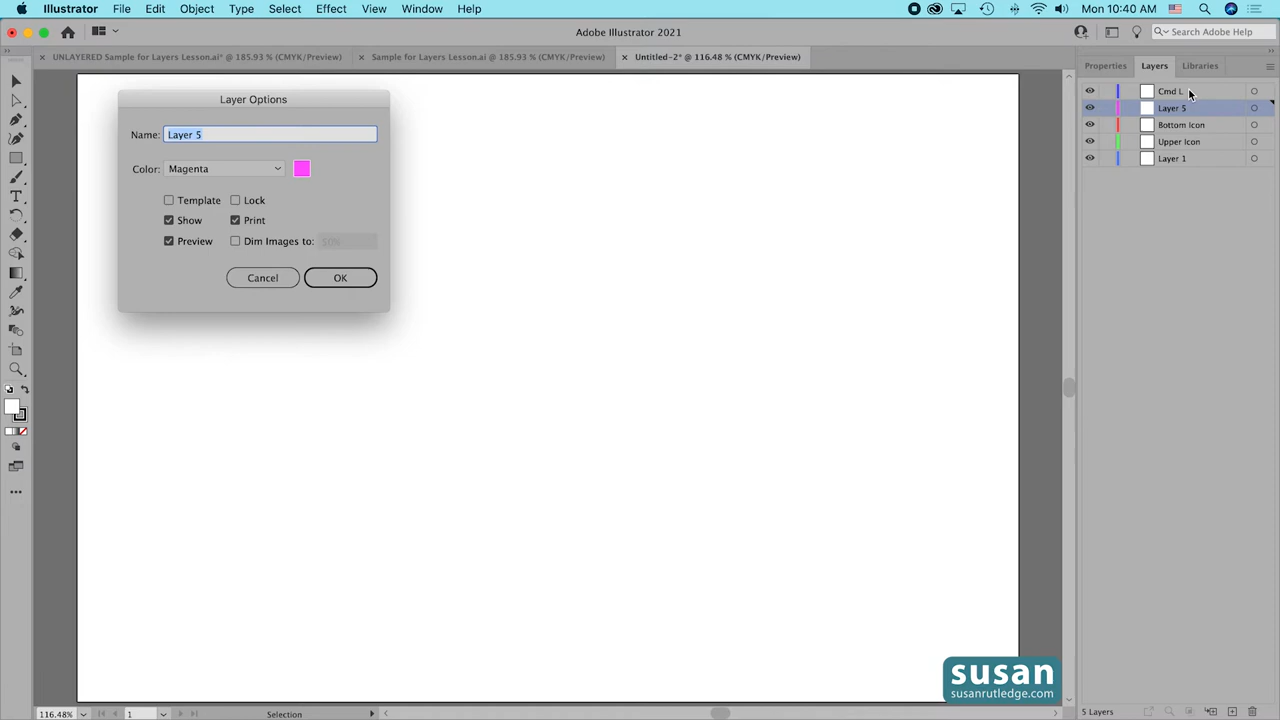 Illustrator File Edit Object Type Select Effect View Window Help Mon 10:40 AM
Adobe Illustrator 2021 Search Adobe Help
UNLAYERED Sample for Layers Lesson.ai* @ 185.93 % (CMYK/Preview) Sample for Layers Lesson.ai @ 185.93 % (CMYK/Preview) Untitled-2* @ 116.48 % (CMYK/Preview)
Properties Layers Libraries
Cmd L
Layer 5
Bottom Icon
Upper Icon
Layer 1
Layer Options
Name: Layer 5
Color: Magenta
Template Lock
Show Print
Preview Dim Images to: 50%
Cancel OK
susan
susanrutledge.com
116.48% 1 Selection 5 Layers